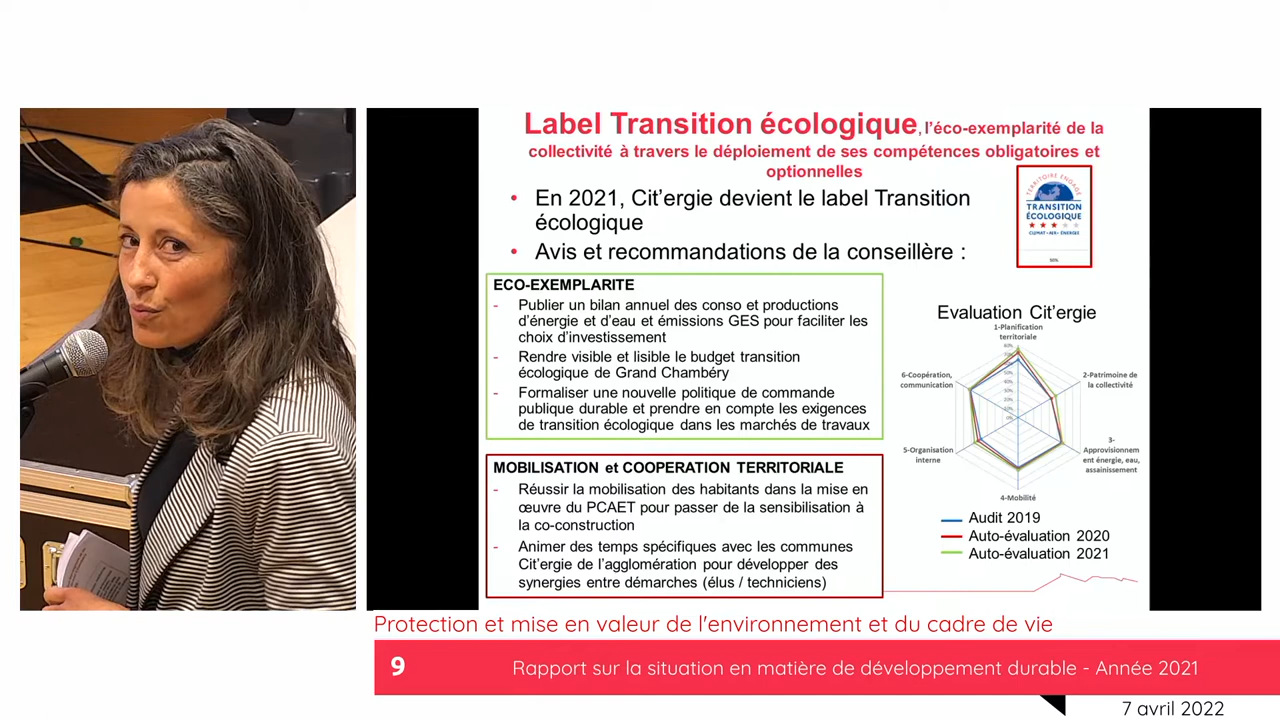 Label Transition écologique, l'éco-exemplarité de la
collectivité à travers le déploiement de ses compétences obligatoires et
optionnelles
• En 2021, Cit'ergie devient le label Transition
écologique
• Avis et recommandations de la conseillère :
TERRITOIRE ENGAGÉ
TRANSITION
ÉCOLOGIQUE
CLIMAT • AIR • ÉNERGIE
ECO-EXEMPLARITE
- Publier un bilan annuel des conso et productions
d'énergie et d'eau et émissions GES pour faciliter les
choix d'investissement
- Rendre visible et lisible le budget transition
écologique de Grand Chambéry
- Formaliser une nouvelle politique de commande
publique durable et prendre en compte les exigences
de transition écologique dans les marchés de travaux
MOBILISATION et COOPERATION TERRITORIALE
- Réussir la mobilisation des habitants dans la mise en
œuvre du PCAET pour passer de la sensibilisation à
la co-construction
- Animer des temps spécifiques avec les communes
Cit'ergie de l'agglomération pour développer des
synergies entre démarches (élus / techniciens)
Evaluation Cit'ergie
1-Planification
territoriale
2-Patrimoine de
la collectivité
3-
Approvisionnem
ent énergie, eau,
assainissement
4-Mobilité
5-Organisation
interne
6-Coopération,
communication
Audit 2019
Auto-évaluation 2020
Auto-évaluation 2021
Protection et mise en valeur de l'environnement et du cadre de vie
9
Rapport sur la situation en matière de développement durable - Année 2021
7 avril 2022